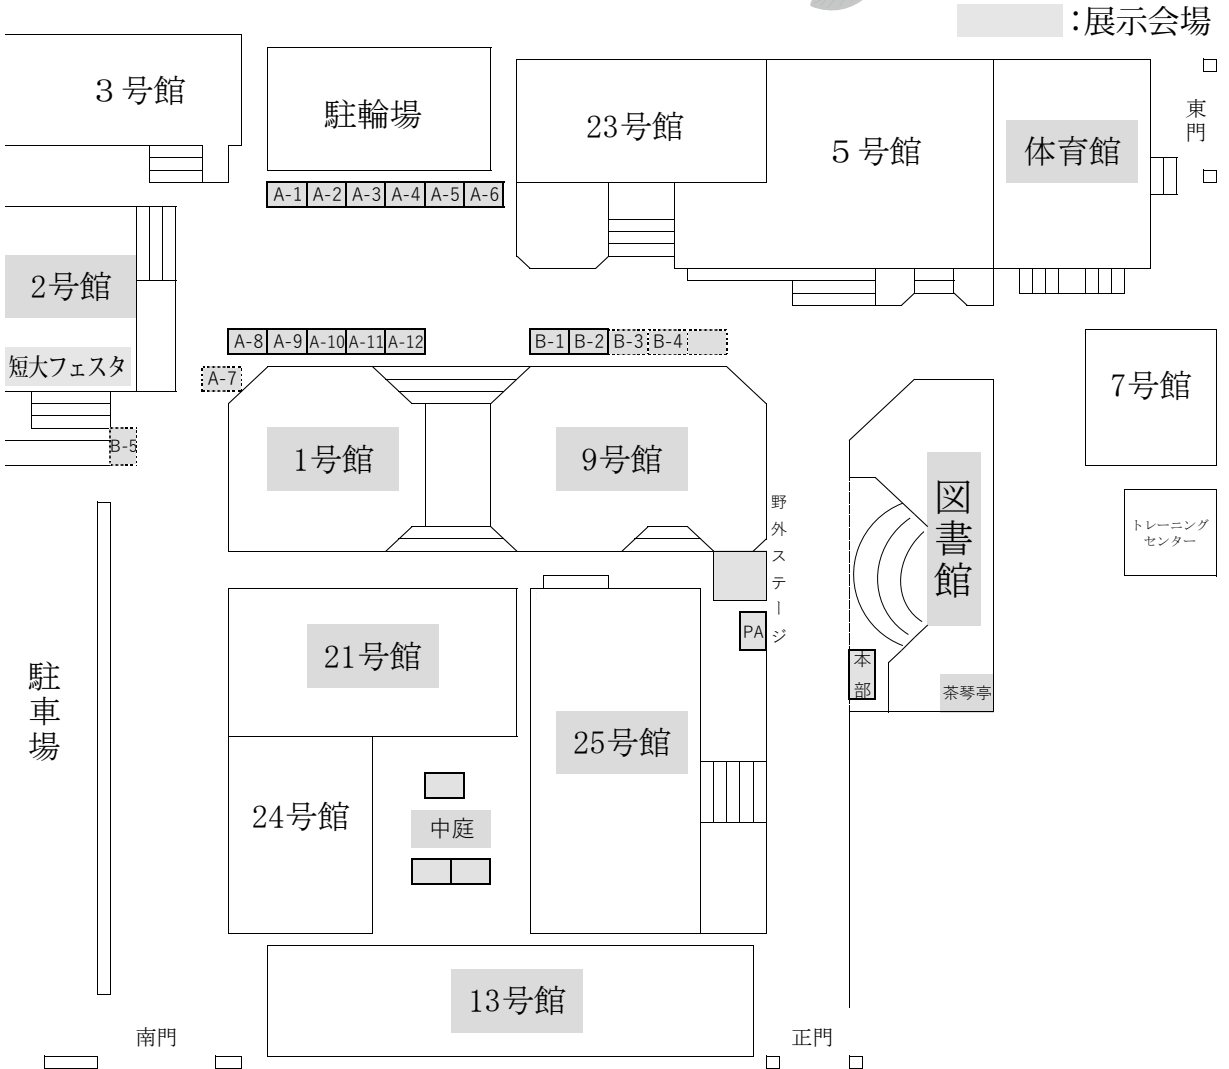 ：展示会場
３号館
駐輪場
23号館
５号館
体育館
東門
A-1 A-2 A-3 A-4 A-5 A-6
2号館
短大フェスタ
A-8 A-9 A-10 A-11 A-12
B-1 B-2 B-3 B-4
A-7
B-5
7号館
1号館
9号館
図書館
野外ステージ
トレーニング
センター
PA
21号館
本部
茶琴亭
駐車場
25号館
24号館
中庭
13号館
南門
正門